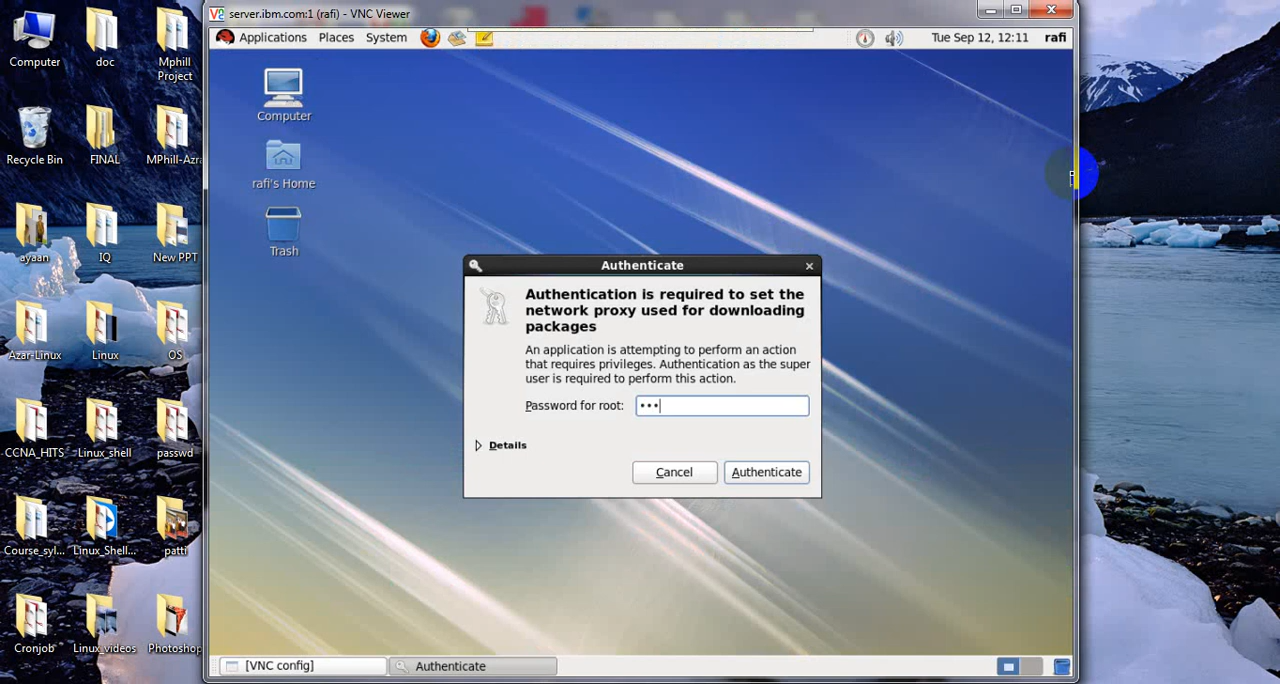 server.ibm.com:1 (rafi) - VNC Viewer
Applications Places System Tue Sep 12, 12:11 rafi
Computer doc Mphill Project
Recycle Bin FINAL MPhill-Azra
ayaan IQ New PPT
Azar-Linux Linux OS
CCNA_HITS Linux_shell passwd
Course_syl... Linux_Shell... patti
Cronjob Linux_videos Photoshop
Computer
rafi's Home
Trash
Authenticate
Authentication is required to set the
network proxy used for downloading
packages
An application is attempting to perform an action
that requires privileges. Authentication as the super
user is required to perform this action.
Password for root: •••
Details
Cancel Authenticate
[VNC config] Authenticate